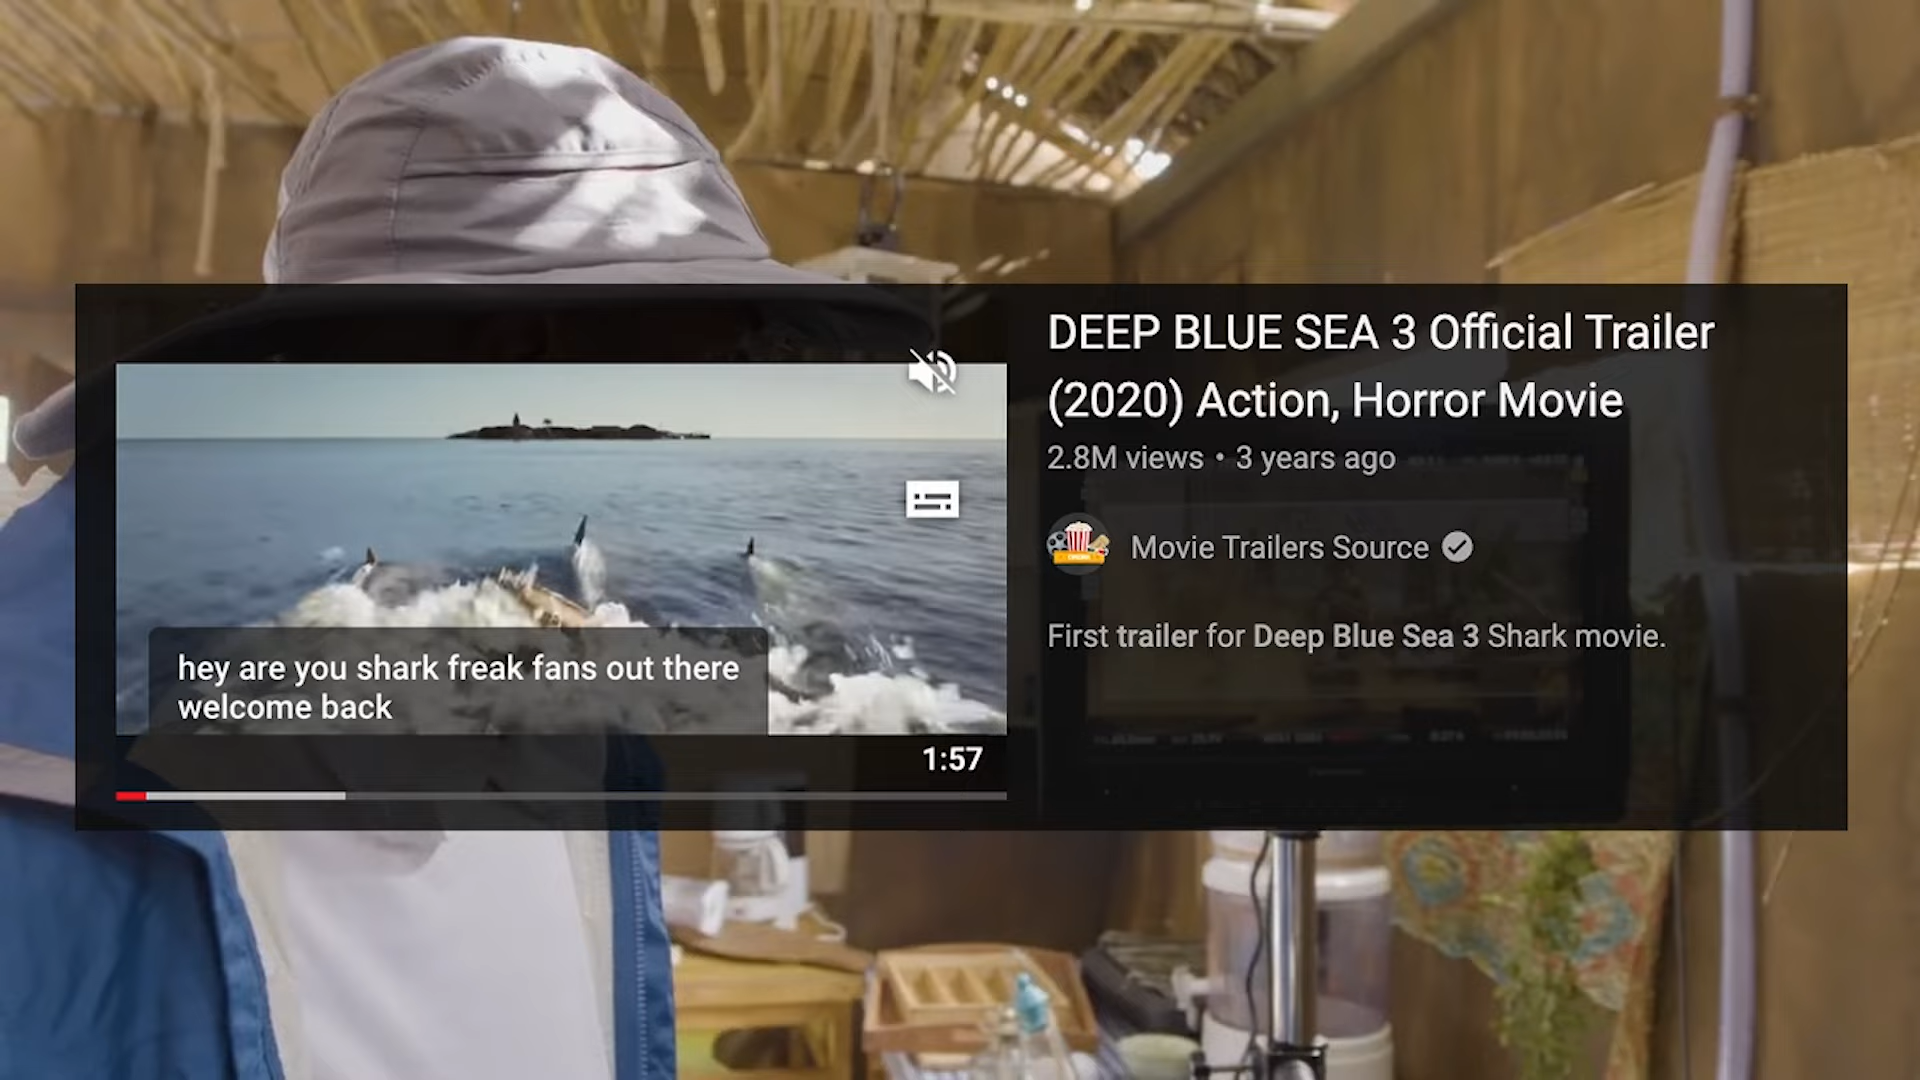 DEEP BLUE SEA 3 Official Trailer
(2020) Action, Horror Movie
2.8M views • 3 years ago
Movie Trailers Source
First trailer for Deep Blue Sea 3 Shark movie.
hey are you shark freak fans out there
welcome back
1:57